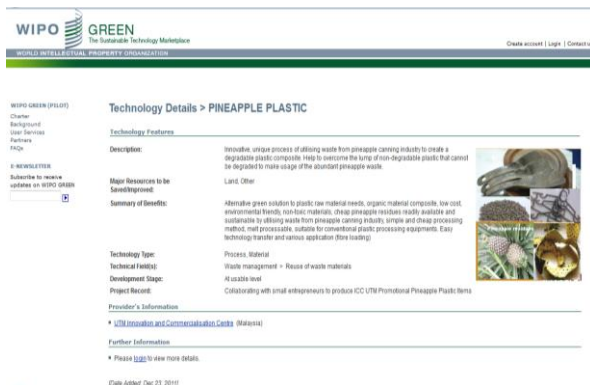 WIPO GREEN
The Sustainable Technology Marketplace
WORLD INTELLECTUAL PROPERTY ORGANIZATION
Create account | Login | Contact u
WIPO GREEN (PILOT)
Charter
Background
User Services
Partners
FAQs
E-NEWSLETTER
Subscribe to receive
updates on WIPO GREEN
Technology Details > PINEAPPLE PLASTIC
Technology Features
Description: Innovative, unique process of utilising waste from pineapple canning industry to create a
degradable plastic composite. Help to overcome the lump of non-degradable plastic that cannot
be degraded to make usage of the abundant pineapple waste.
Major Resources to be Land, Other
Saved/Improved:
Summary of Benefits: Alternative green solution to plastic raw material needs, organic material composite, low cost,
environmental friendly, non-toxic materials, cheap pineapple residues readily available and
sustainable by utilising waste from pineapple canning industry, simple and cheap processing
method, melt processable, suitable for conventional plastic processing equipments. Easy
technology transfer and various application (fibre loading)
Technology Type: Process, Material
Technical Field(s): Waste management > Reuse of waste materials
Development Stage: At usable level
Project Record: Collaborating with small entrepreneurs to produce ICC UTM Promotional Pineapple Plastic Items
Provider's Information
UTM Innovation and Commercialisation Centre (Malaysia)
Further Information
Please login to view more details.
(Date Added: Dec 23, 2011)